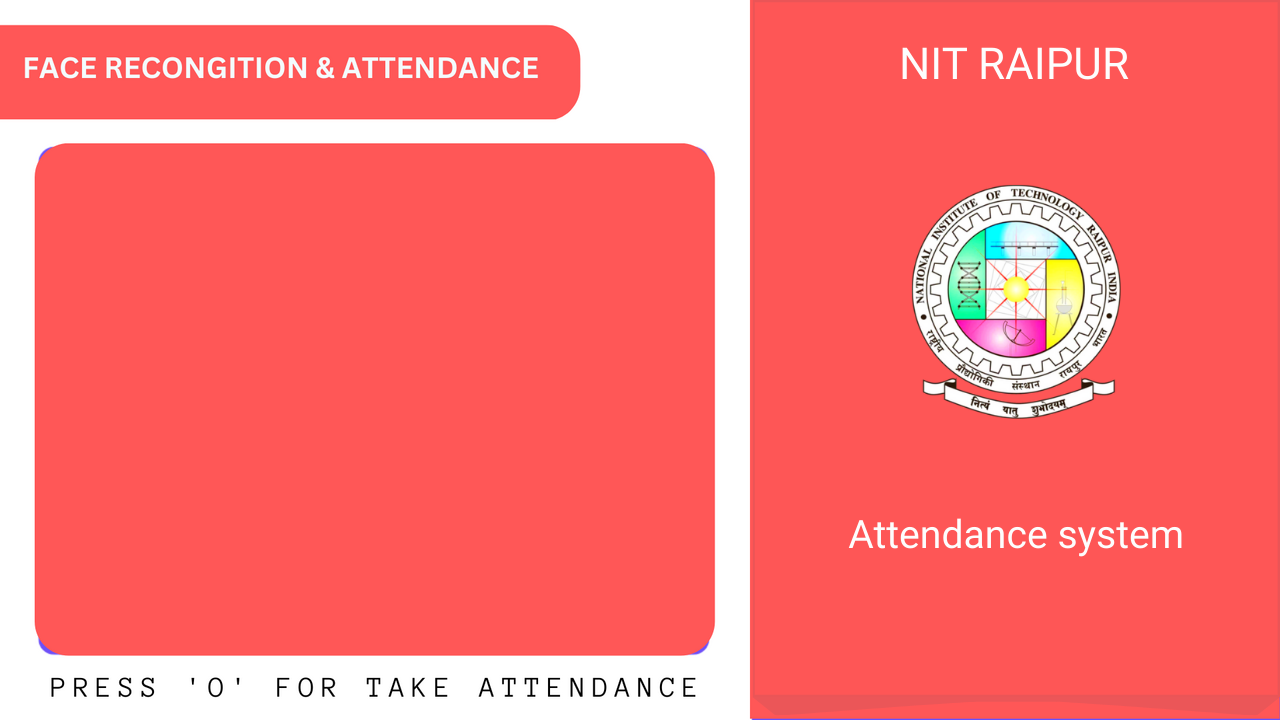 FACE RECONGITION & ATTENDANCE
PRESS 'O' FOR TAKE ATTENDANCE
NIT RAIPUR
NATIONAL INSTITUTE OF TECHNOLOGY RAIPUR INDIA
राष्ट्रीय प्रौद्योगिकी संस्थान रायपुर भारत
नित्यं यातु शुभोदयम्
Attendance system